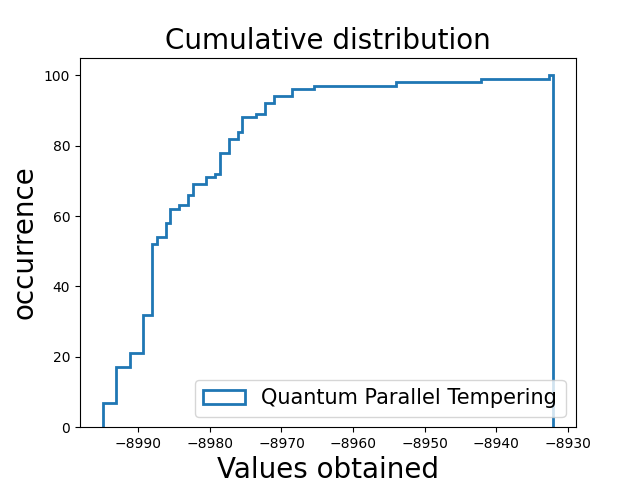 Cumulative distribution
occurrence
100
80
60
40
20
0
Quantum Parallel Tempering
−8990 −8980 −8970 −8960 −8950 −8940 −8930
Values obtained